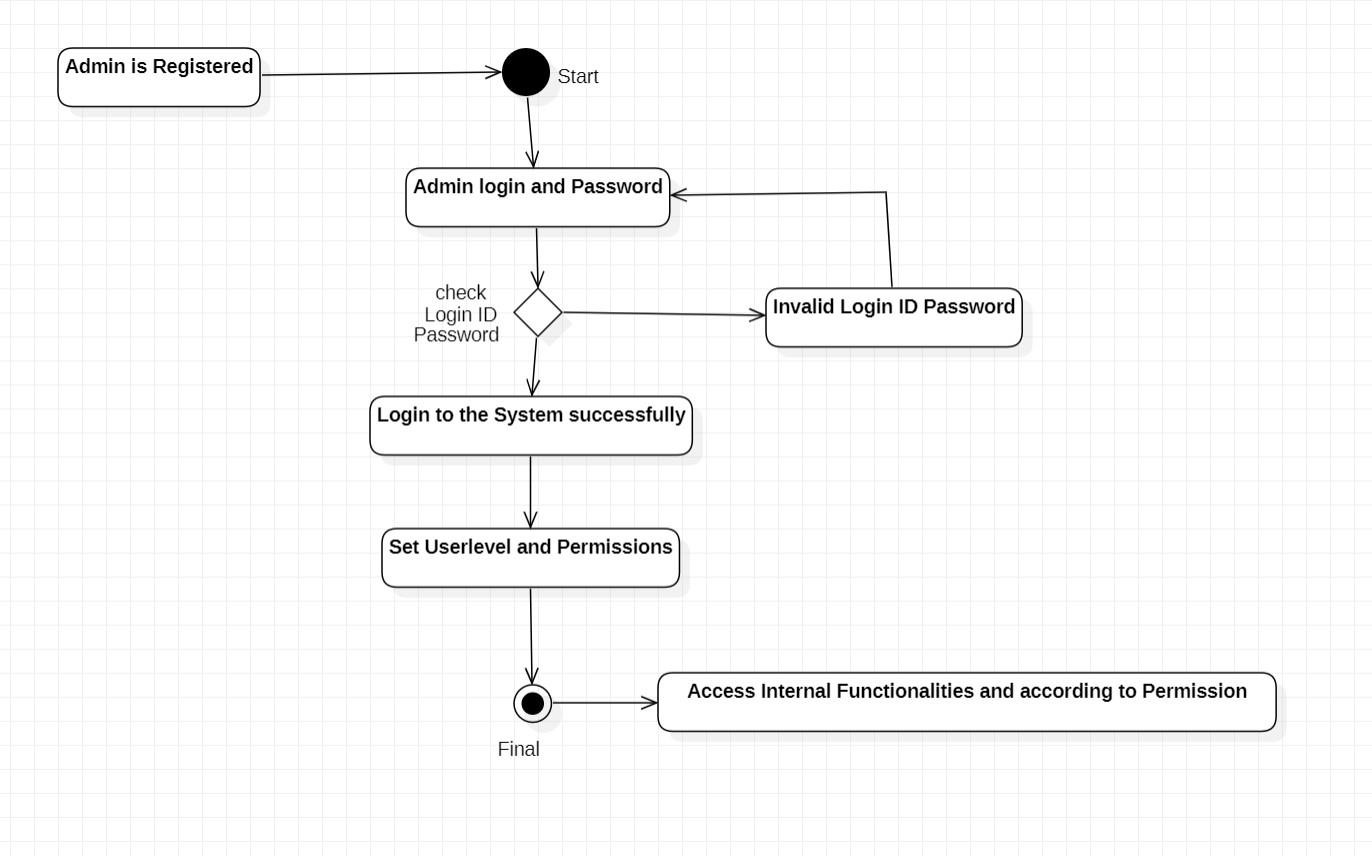 Admin is Registered
Start
Admin login and Password
check
Login ID
Password
Invalid Login ID Password
Login to the System successfully
Set Userlevel and Permissions
Access Internal Functionalities and according to Permission
Final